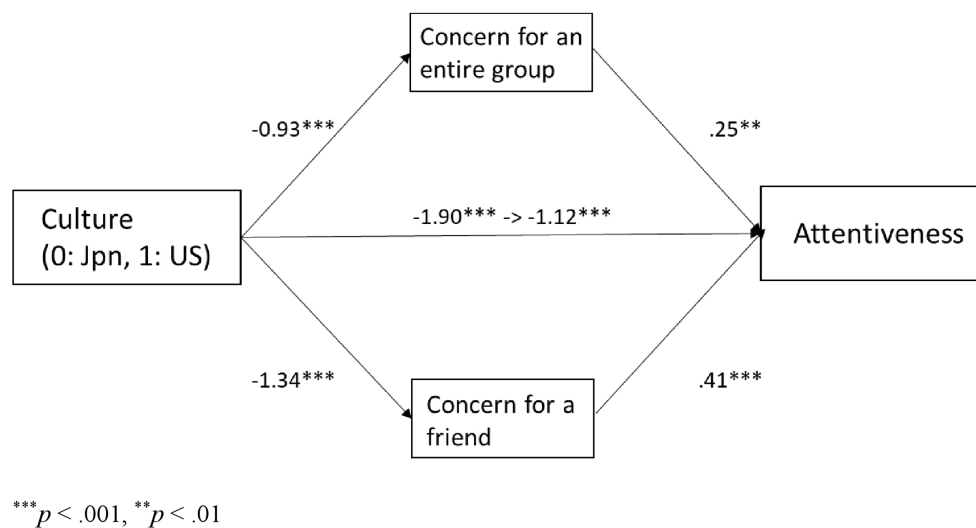 Concern for an
entire group
-0.93***
.25**
Culture
(0: Jpn, 1: US)
-1.90*** -> -1.12***
Attentiveness
-1.34***
.41***
Concern for a
friend
***p < .001, **p < .01